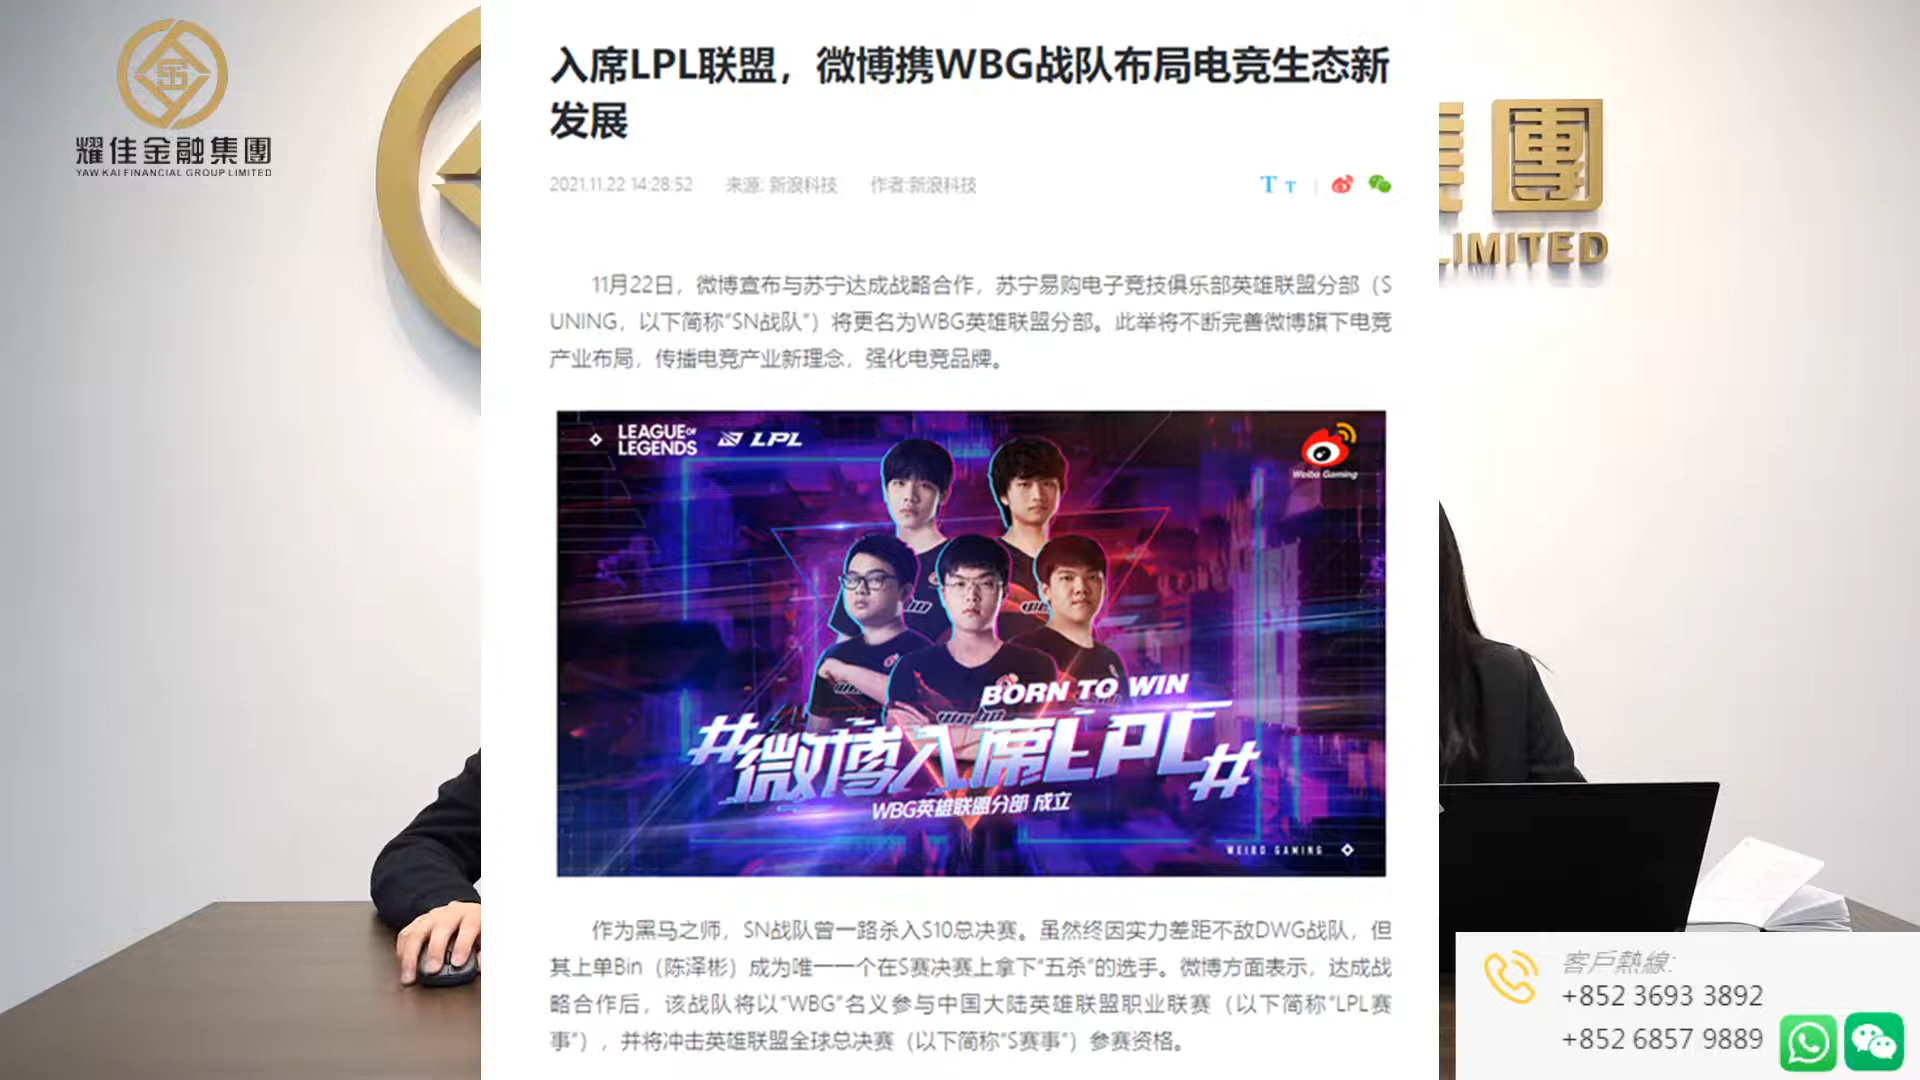 耀佳金融集團
YAW KAI FINANCIAL GROUP LIMITED
入席LPL联盟，微博携WBG战队布局电竞生态新
发展
2021.11.22 14:28:52 来源: 新浪科技 作者:新浪科技
T T
團
LIMITED
11月22日，微博宣布与苏宁达成战略合作，苏宁易购电子竞技俱乐部英雄联盟分部（S
UNING，以下简称“SN战队”）将更名为WBG英雄联盟分部。此举将不断完善微博旗下电竞
产业布局，传播电竞产业新理念，强化电竞品牌。
LEAGUE OF
LEGENDS
LPL
Weibo Gaming
BORN TO WIN
#微博入席LPL#
WBG英雄联盟分部 成立
WEIBO GAMING
作为黑马之师，SN战队曾一路杀入S10总决赛。虽然终因实力差距不敌DWG战队，但
其上单Bin（陈泽彬）成为唯一一个在S赛决赛上拿下“五杀”的选手。微博方面表示，达成战
略合作后，该战队将以“WBG”名义参与中国大陆英雄联盟职业联赛（以下简称“LPL赛
事”），并将冲击英雄联盟全球总决赛（以下简称“S赛事”）参赛资格。
客戶熱線:
+852 3693 3892
+852 6857 9889